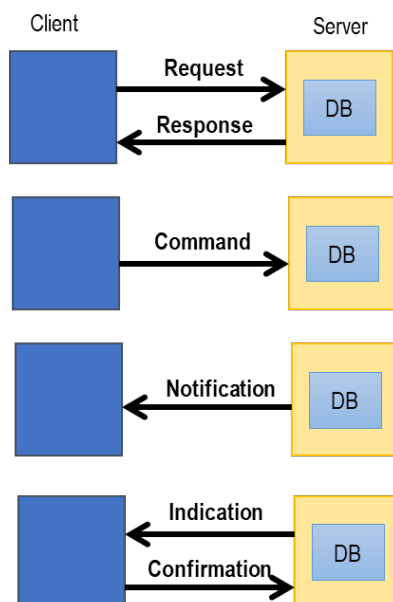 Client
Server
Request
DB
Response
Command
DB
Notification
DB
Indication
DB
Confirmation